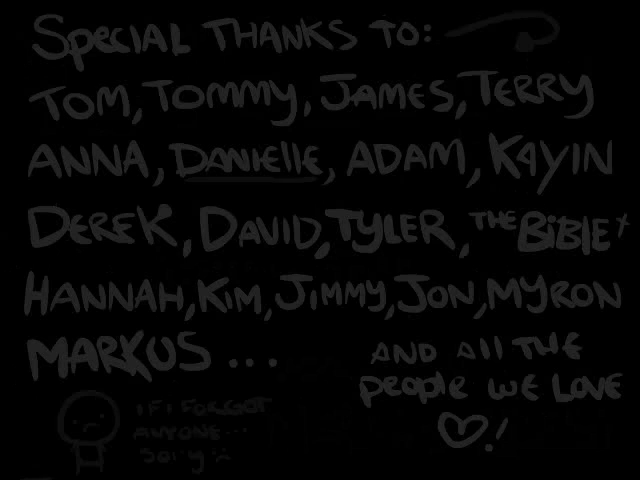 SPECIAL THANKS TO:
TOM, TOMMY, JAMES, TERRY
ANNA, DANIELLE, ADAM, KAYIN
DEREK, DAVID, TYLER, THE BIBLE
HANNAH, KIM, JIMMY, JON, MYRON
MARKUS ...
AND All THE
people WE LOVE
♡!
IF I FORGOT
ANYONE...
SORRY :(